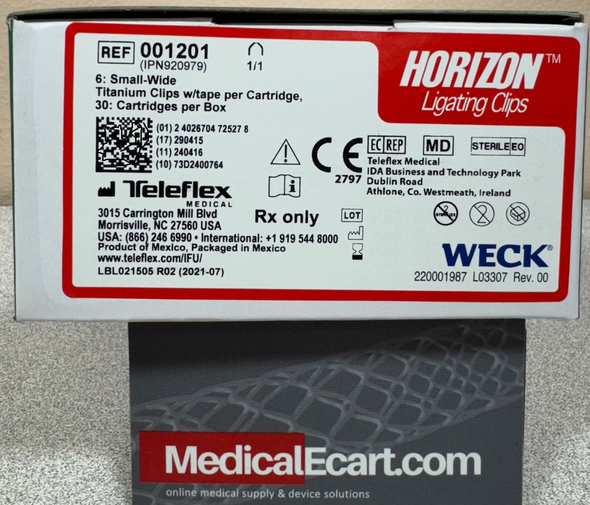 REF 001201
(IPN920979)
1/1
6: Small-Wide
Titanium Clips w/tape per Cartridge,
30: Cartridges per Box
(01) 2 4026704 72527 8
(17) 290415
(11) 240416
(10) 73D2400764
Teleflex
MEDICAL
3015 Carrington Mill Blvd
Morrisville, NC 27560 USA
USA: (866) 246 6990 • International: +1 919 544 8000
Product of Mexico, Packaged in Mexico
www.teleflex.com/IFU/
LBL021505 R02 (2021-07)
Rx only
LOT
HORIZON™
Ligating Clips
CE
2797
EC REP
MD
STERILE EO
Teleflex Medical
IDA Business and Technology Park
Dublin Road
Athlone, Co. Westmeath, Ireland
2
WECK®
220001987 L03307 Rev. 00
MedicalEcart.com
online medical supply & device solutions